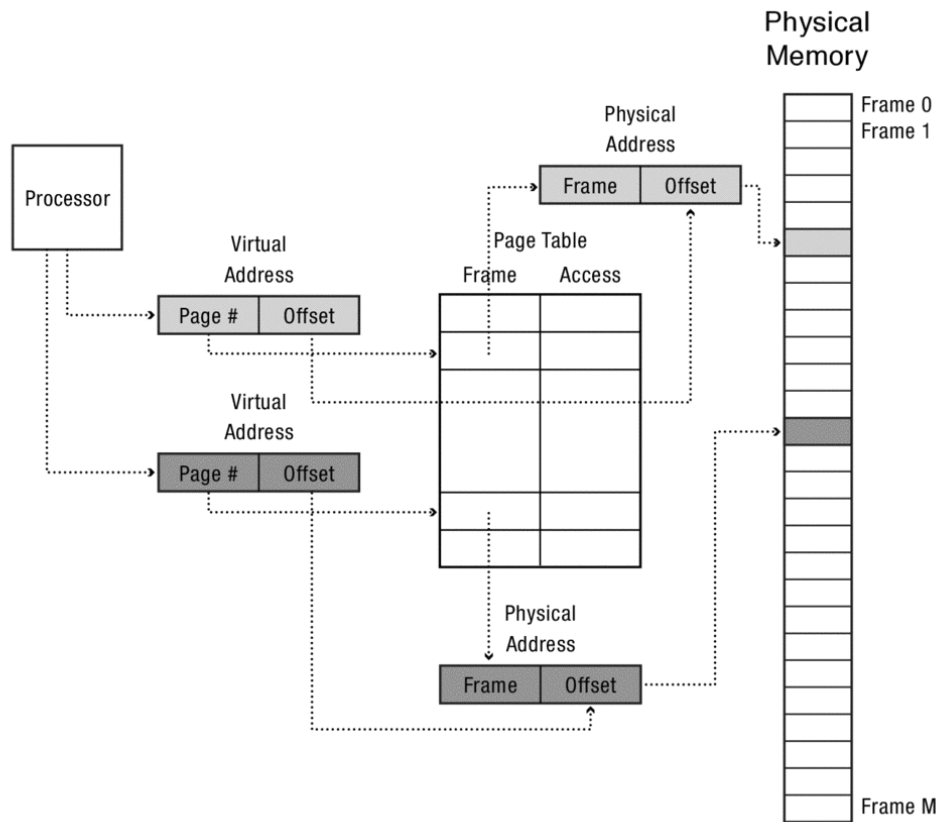 Physical
Memory
Frame 0
Frame 1
Physical
Address
Frame Offset
Processor
Virtual
Address
Page Table
Frame Access
Page # Offset
Virtual
Address
Page # Offset
Physical
Address
Frame Offset
Frame M